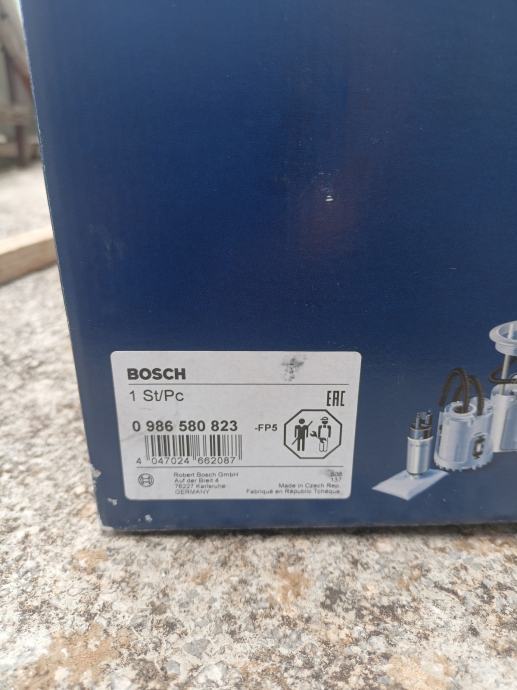 BOSCH
1 St/Pc
EAC
0 986 580 823
-FP5
4 047024 662087
Robert Bosch GmbH
Auf der Breit 4
76227 Karlsruhe
GERMANY
Made in Czech Rep.
Fabriqué en Républic Tchèque